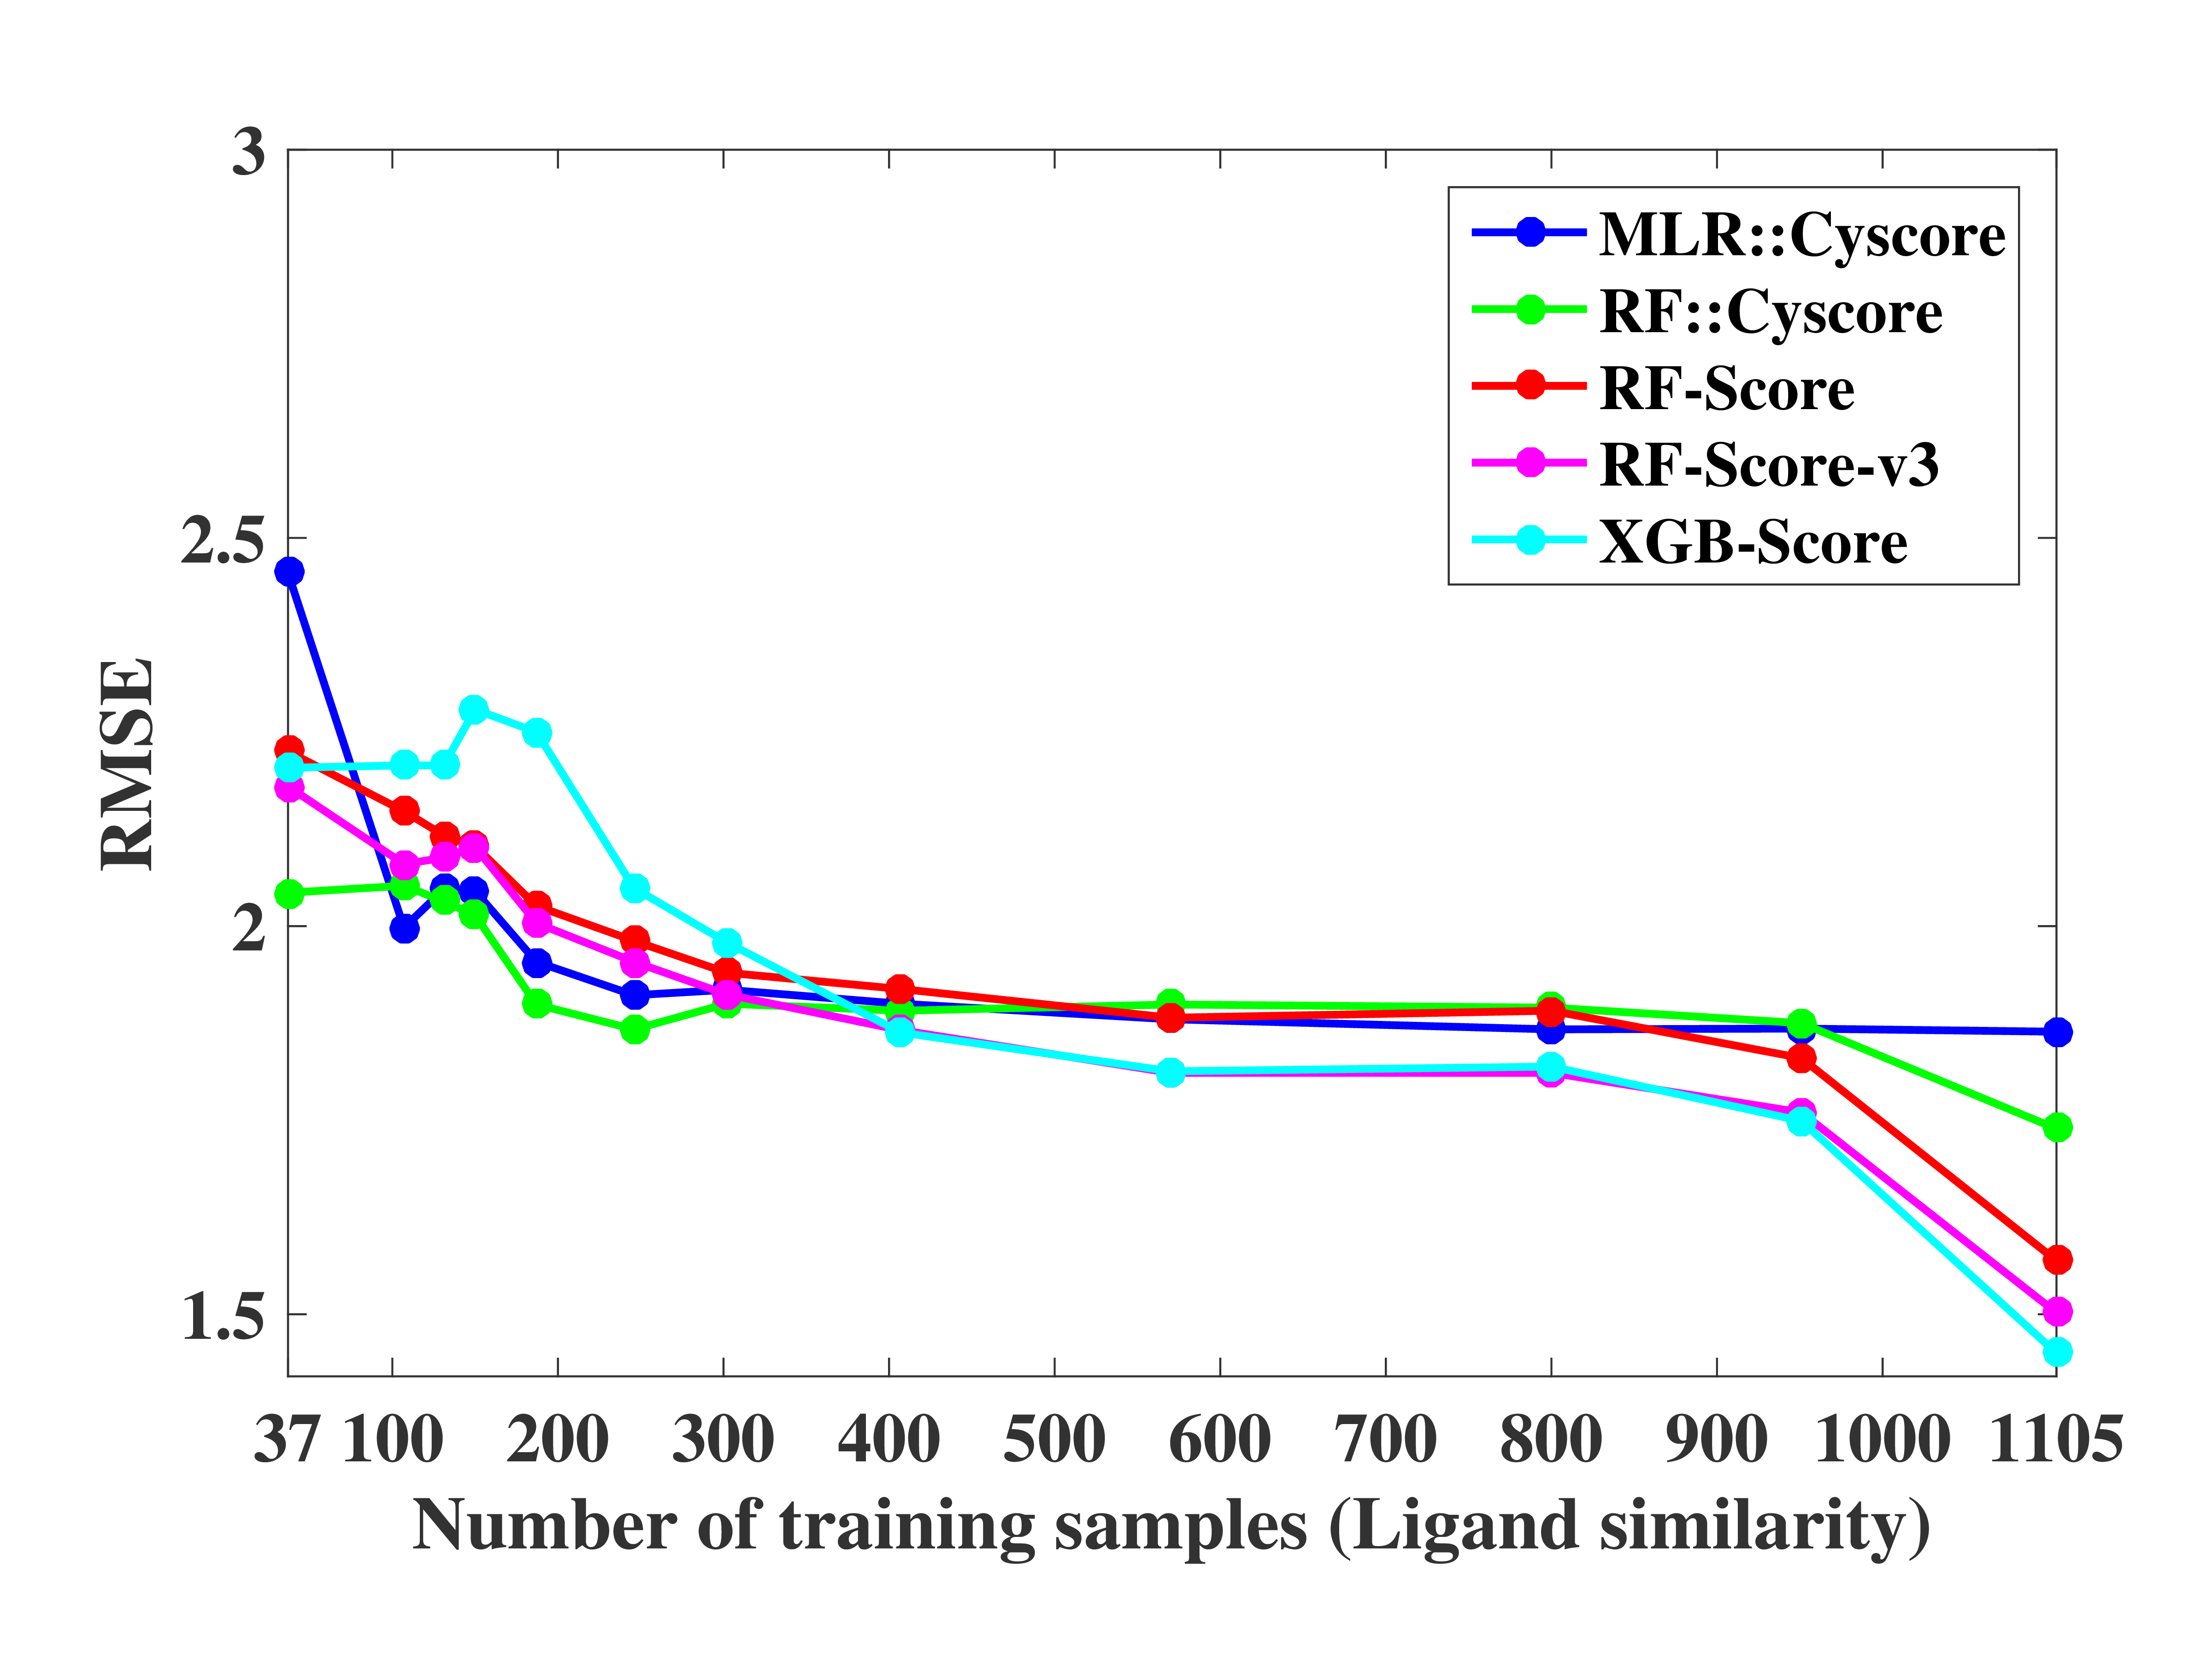 3
2.5
2
1.5
RMSE
MLR::Cyscore
RF::Cyscore
RF-Score
RF-Score-v3
XGB-Score
37 100 200 300 400 500 600 700 800 900 1000 1105
Number of training samples (Ligand similarity)